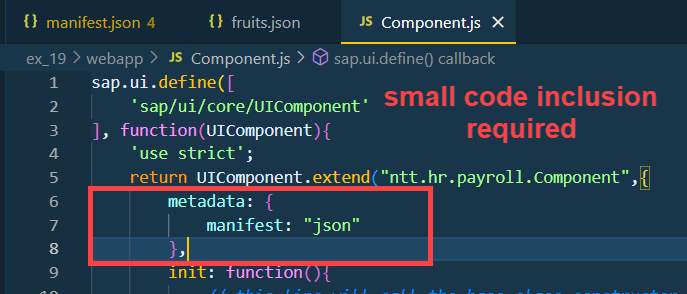 {} manifest.json 4
{} fruits.json
JS Component.js ×
ex_19 > webapp > JS Component.js > sap.ui.define() callback
1 sap.ui.define([
2 'sap/ui/core/UIComponent'
3 ], function(UIComponent){
4 'use strict';
5 return UIComponent.extend("ntt.hr.payroll.Component",{
6 metadata: {
7 manifest: "json"
8 },
9 init: function(){
small code inclusion
required